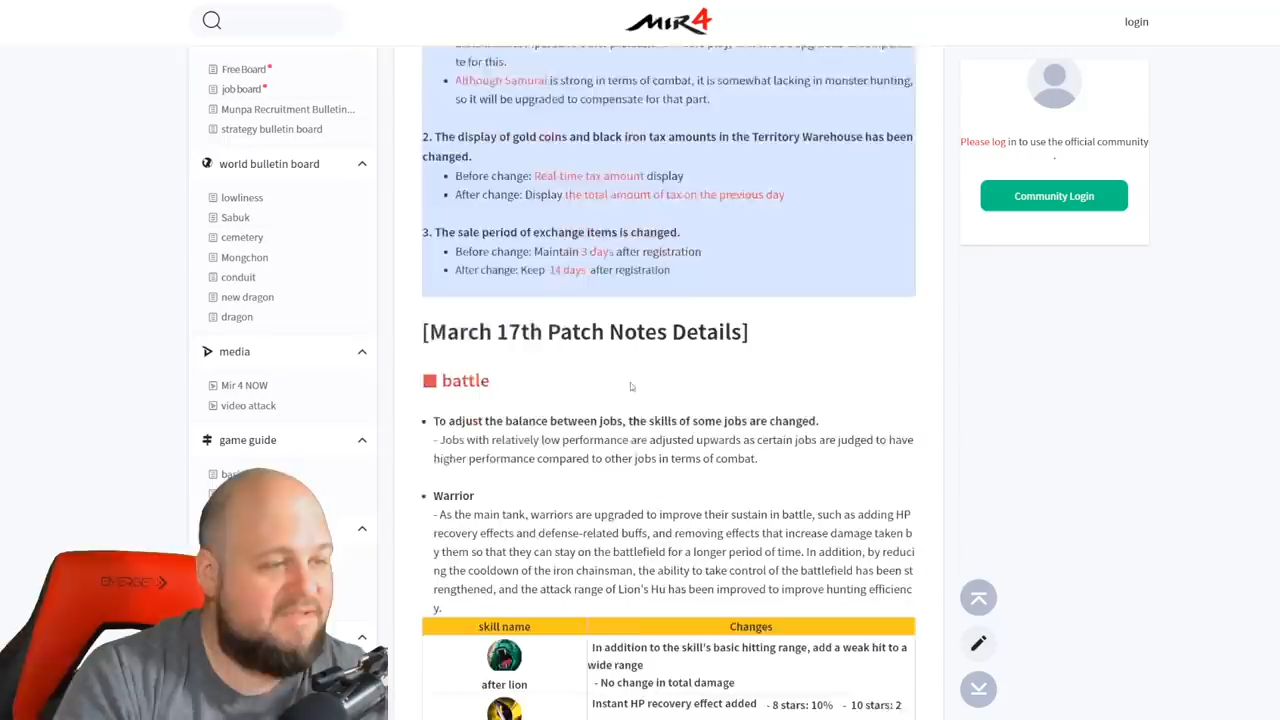 MIR4
login
Free Board
job board
Munpa Recruitment Bulletin...
strategy bulletin board
world bulletin board
lowliness
Sabuk
cemetery
Mongchon
conduit
new dragon
dragon
media
Mir 4 NOW
video attack
game guide
te for this.
Although Samurai is strong in terms of combat, it is somewhat lacking in monster hunting,
so it will be upgraded to compensate for that part.
2. The display of gold coins and black iron tax amounts in the Territory Warehouse has been
changed.
Before change: Real-time tax amount display
After change: Display the total amount of tax on the previous day
3. The sale period of exchange items is changed.
Before change: Maintain 3 days after registration
After change: Keep 14 days after registration
[March 17th Patch Notes Details]
battle
To adjust the balance between jobs, the skills of some jobs are changed.
- Jobs with relatively low performance are adjusted upwards as certain jobs are judged to have
higher performance compared to other jobs in terms of combat.
Warrior
- As the main tank, warriors are upgraded to improve their sustain in battle, such as adding HP
recovery effects and defense-related buffs, and removing effects that increase damage taken b
y them so that they can stay on the battlefield for a longer period of time. In addition, by reduci
ng the cooldown of the iron chainsman, the ability to take control of the battlefield has been st
rengthened, and the attack range of Lion's Hu has been improved to improve hunting efficienc
y.
skill name Changes
In addition to the skill's basic hitting range, add a weak hit to a
wide range
- No change in total damage
after lion
Instant HP recovery effect added - 8 stars: 10% - 10 stars: 2
Please log in to use the official community
.
Community Login